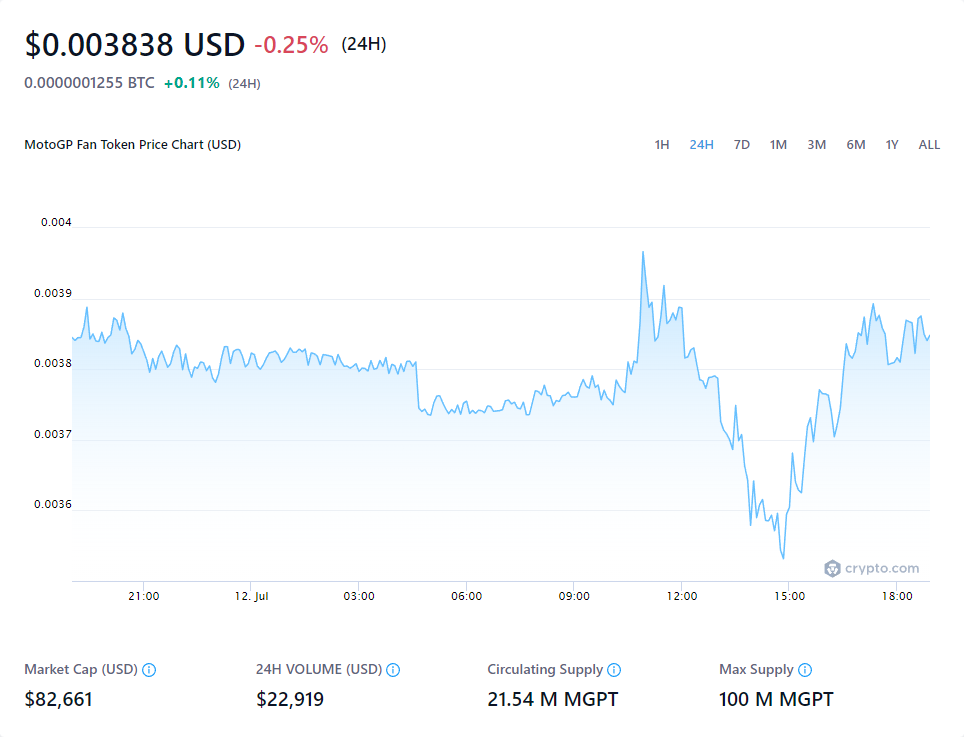 $0.003838 USD -0.25% (24H)
0.0000001255 BTC +0.11% (24H)
MotoGP Fan Token Price Chart (USD) 1H 24H 7D 1M 3M 6M 1Y ALL
0.004
0.0039
0.0038
0.0037
0.0036
crypto.com
21:00 12. Jul 03:00 06:00 09:00 12:00 15:00 18:00
Market Cap (USD) 24H VOLUME (USD) Circulating Supply Max Supply
$82,661 $22,919 21.54 M MGPT 100 M MGPT